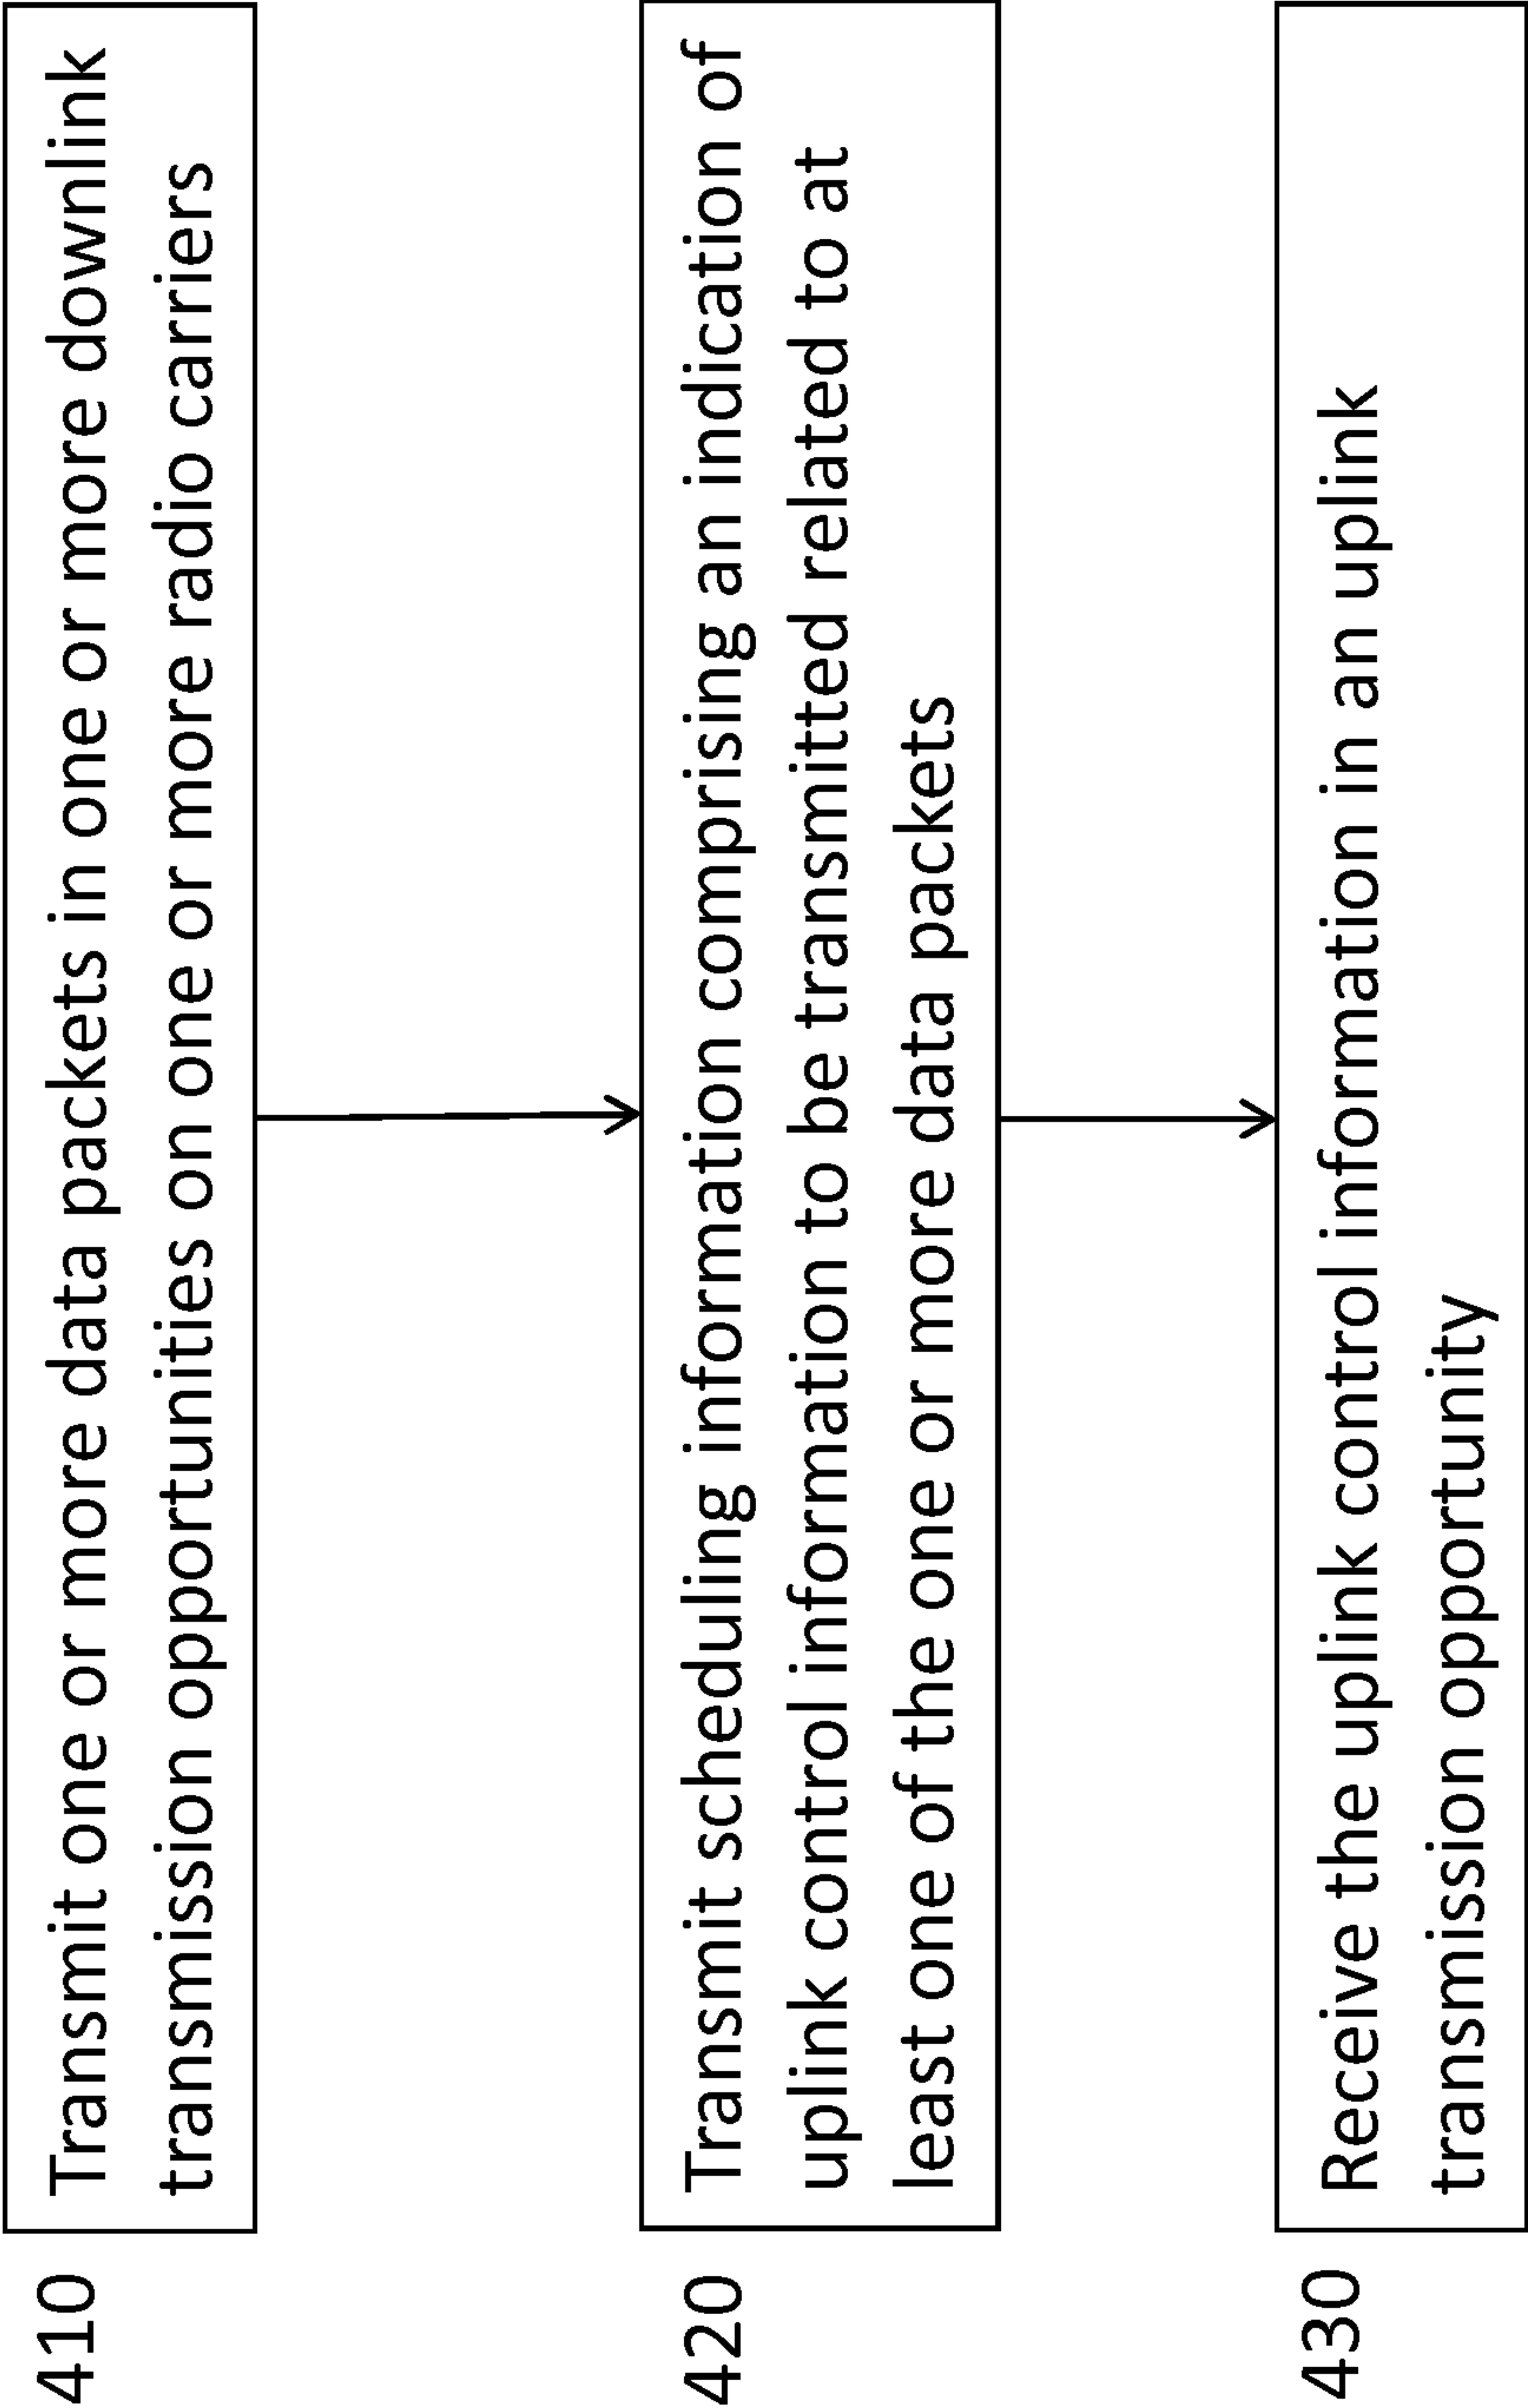 410
Transmit one or more data packets in one or more downlink
transmission opportunities on one or more radio carriers
420
Transmit scheduling information comprising an indication of
uplink control information to be transmitted related to at
least one of the one or more data packets
430
Receive the uplink control information in an uplink
transmission opportunity